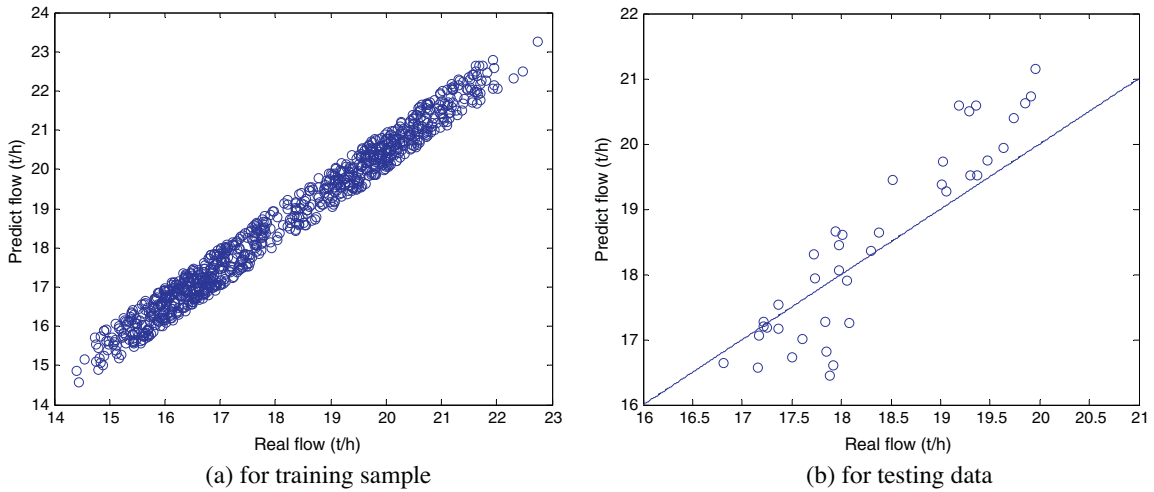 24
23
22
21
20
19
18
17
16
15
14
Predict flow (t/h)
14 15 16 17 18 19 20 21 22 23
Real flow (t/h)
(a) for training sample
22
21
20
19
18
17
16
Predict flow (t/h)
16 16.5 17 17.5 18 18.5 19 19.5 20 20.5 21
Real flow (t/h)
(b) for testing data